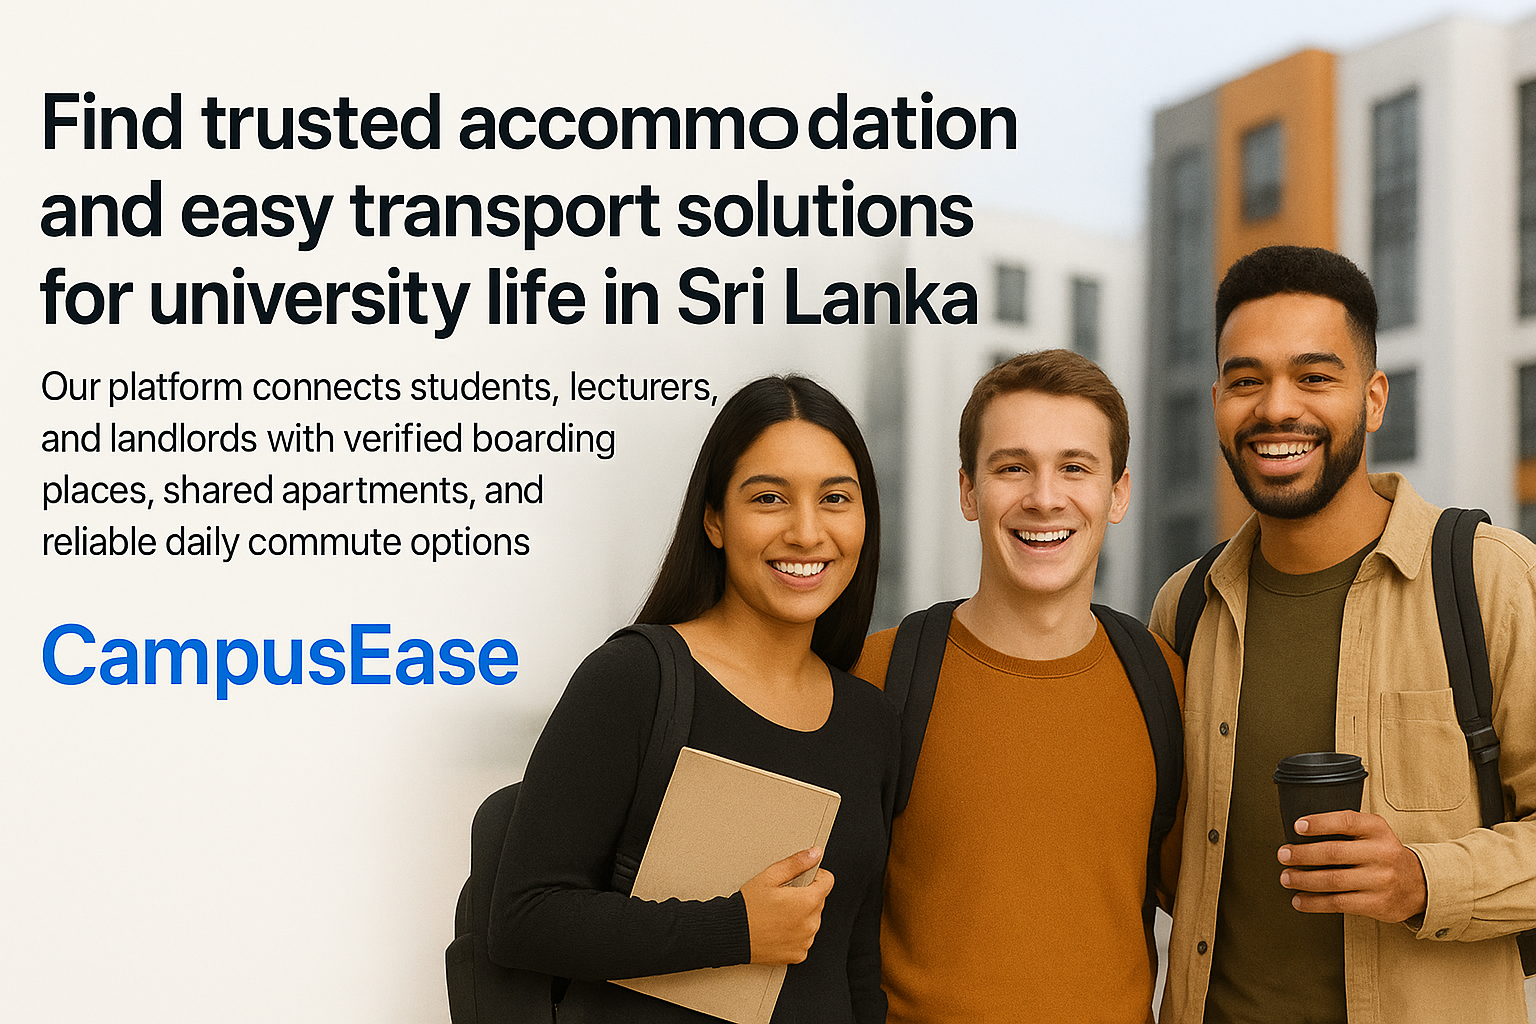 Find trusted accommodation
and easy transport solutions
for university life in Sri Lanka
Our platform connects students, lecturers,
and landlords with verified boarding
places, shared apartments, and
reliable daily commute options
CampusEase